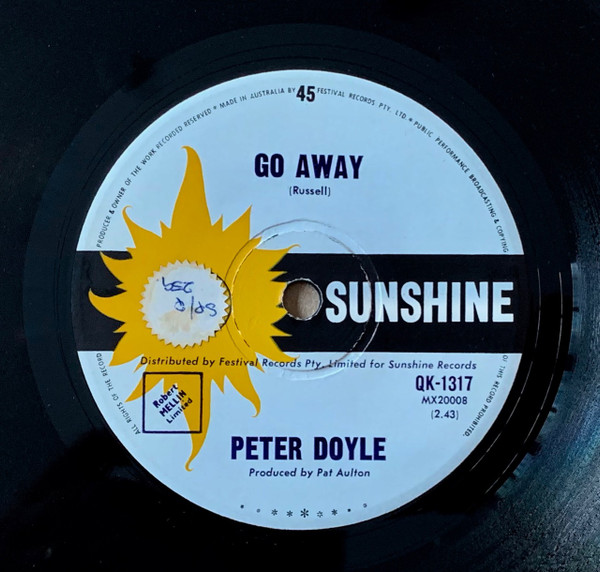 45
MADE IN AUSTRALIA BY FESTIVAL RECORDS PTY. LTD * PUBLIC PERFORMANCE BROADCASTING & COPYING OF THIS RECORD PROHIBITED.
ALL RIGHTS OF THE RECORD PRODUCER & OWNER OF THE WORK RECORDED RESERVED *
GO AWAY
(Russell)
SUNSHINE
Distributed by Festival Records Pty. Limited for Sunshine Records
QK-1317
MX20008
(2.43)
Robert
MELLIN
Limited
PETER DOYLE
Produced by Pat Aulton